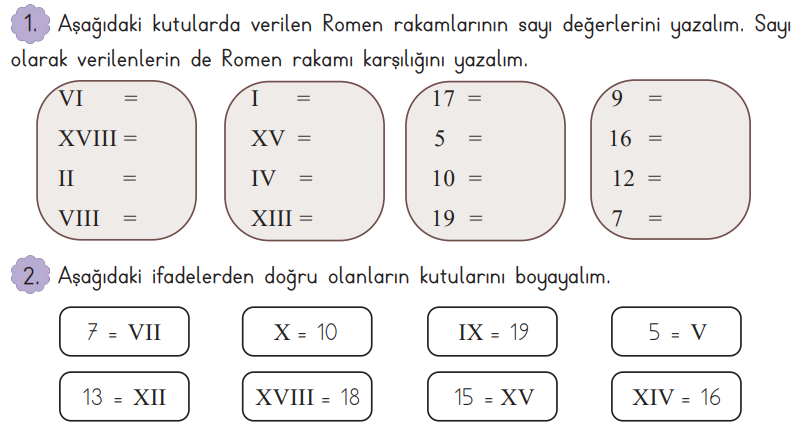 1. Aşağıdaki kutularda verilen Romen rakamlarının sayı değerlerini yazalım. Sayı
olarak verilenlerin de Romen rakamı karşılığını yazalım.
VI =
XVIII =
II =
VIII =
I =
XV =
IV =
XIII =
17 =
5 =
10 =
19 =
9 =
16 =
12 =
7 =
2. Aşağıdaki ifadelerden doğru olanların kutularını boyayalım.
7 = VII
X = 10
IX = 19
5 = V
13 = XII
XVIII = 18
15 = XV
XIV = 16